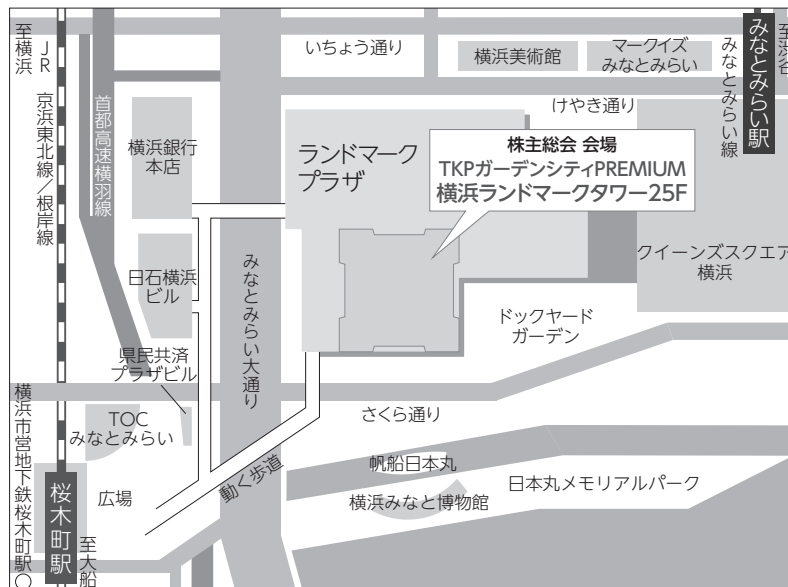 至横浜
JR
京浜東北線／根岸線
首都高速横羽線
いちょう通り
横浜美術館
マークイズ
みなとみらい
みなとみらい線
みなとみらい駅
至渋谷
けやき通り
横浜銀行
本店
ランドマーク
プラザ
株主総会 会場
TKPガーデンシティPREMIUM
横浜ランドマークタワー25F
クイーンズスクエア
横浜
日石横浜
ビル
みなとみらい大通り
ドックヤード
ガーデン
県民共済
プラザビル
TOC
みなとみらい
さくら通り
横浜市営地下鉄桜木町駅〇
桜木町駅
至大船
広場
動く歩道
帆船日本丸
横浜みなと博物館
日本丸メモリアルパーク